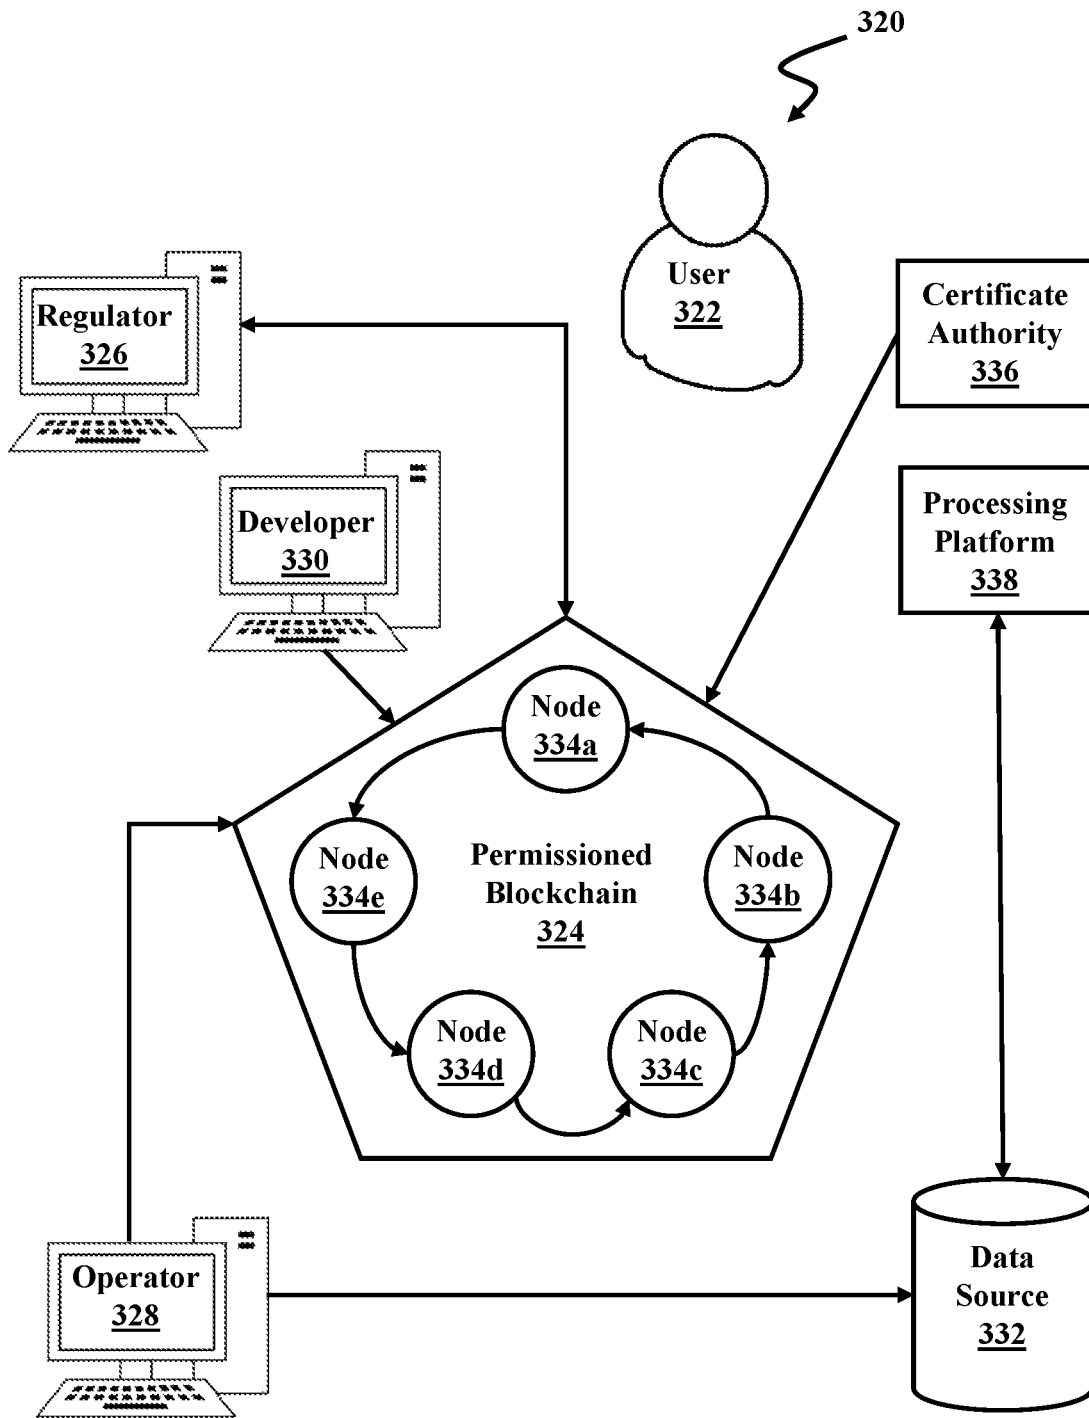 320
User
322
Certificate
Authority
336
Regulator
326
Processing
Platform
338
Developer
330
Node
334a
Node
334e
Permissioned
Blockchain
324
Node
334b
Node
334d
Node
334c
Operator
328
Data
Source
332